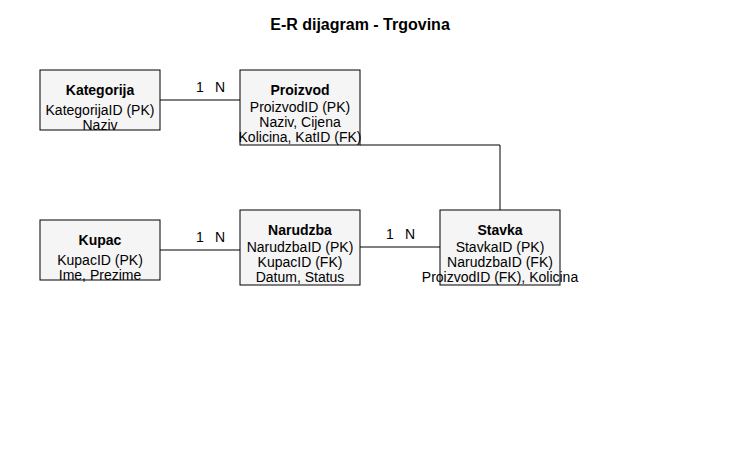 E-R dijagram - Trgovina
Kategorija
KategorijaID (PK)
Naziv
1 N
Proizvod
ProizvodID (PK)
Naziv, Cijena
Kolicina, KatID (FK)
Kupac
KupacID (PK)
Ime, Prezime
1 N
Narudzba
NarudzbaID (PK)
KupacID (FK)
Datum, Status
1 N
Stavka
StavkaID (PK)
NarudzbaID (FK)
ProizvodID (FK), Kolicina